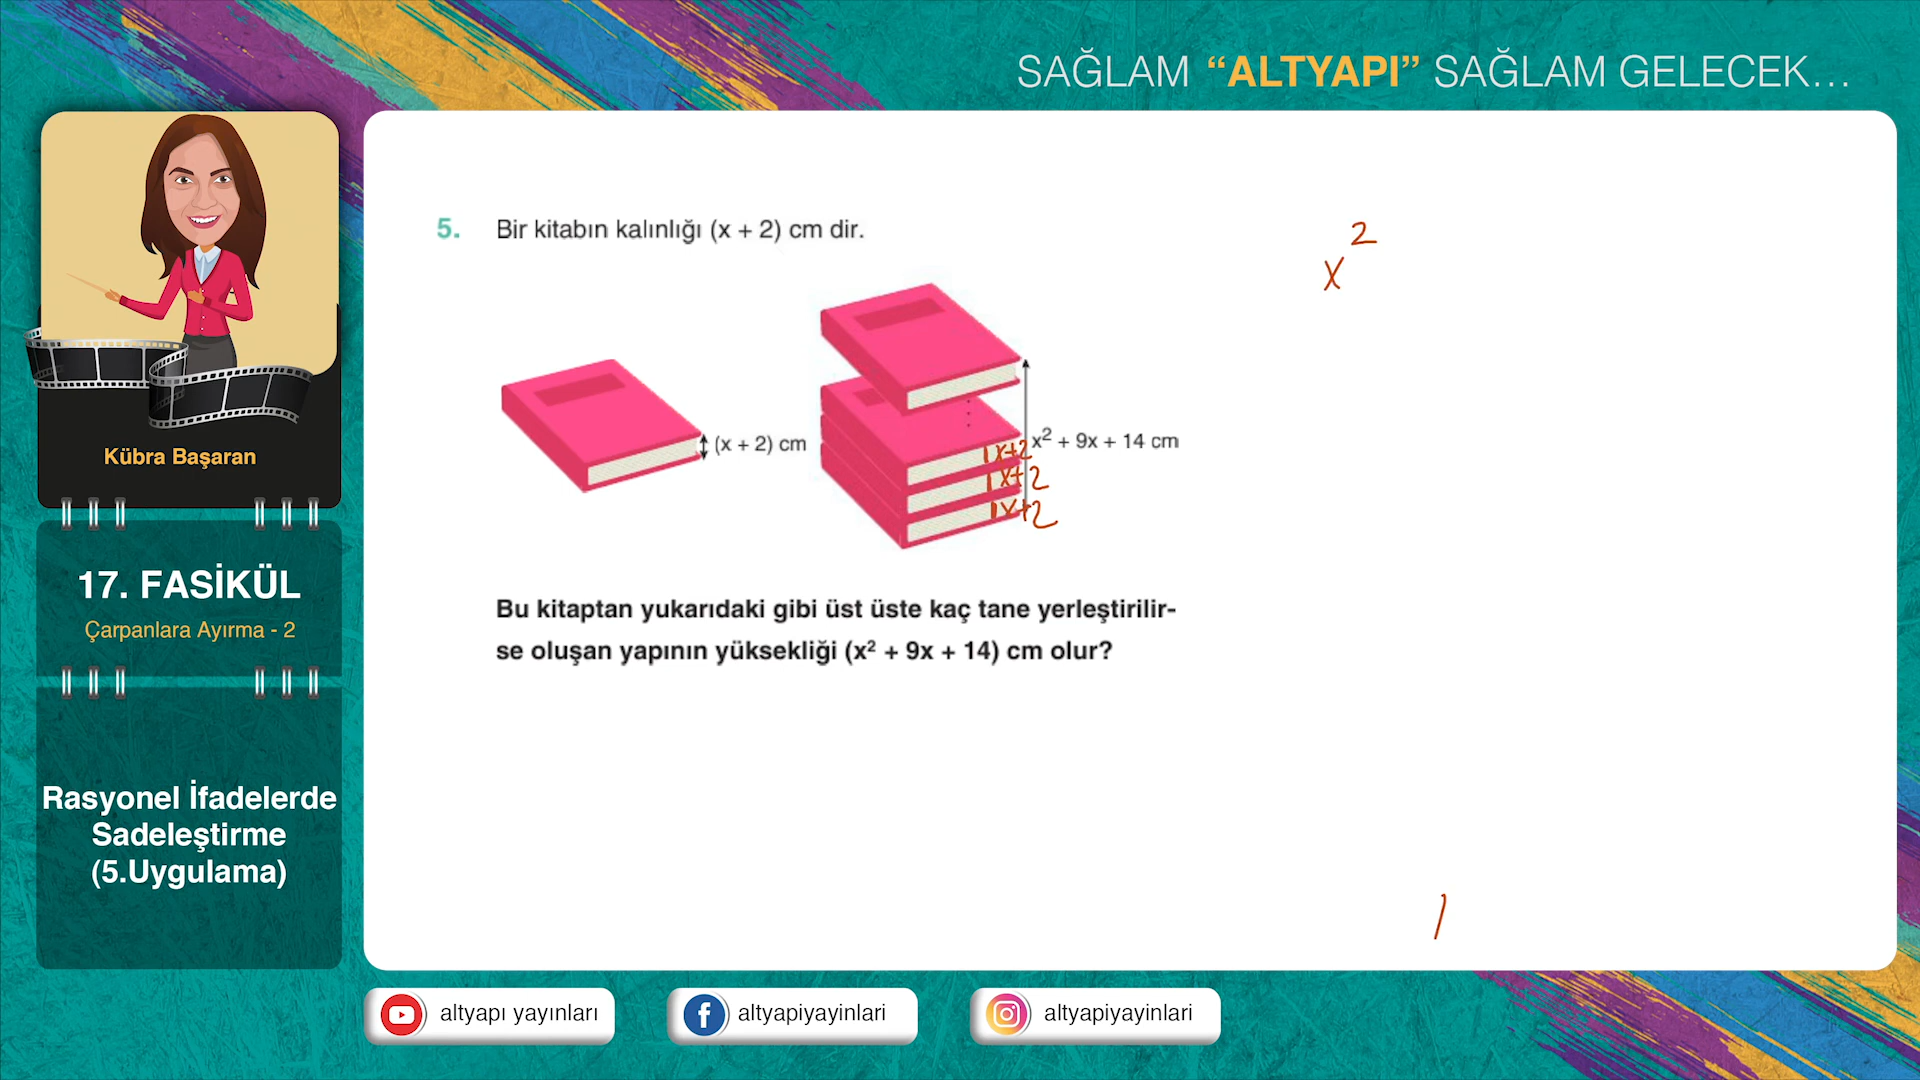 SAĞLAM “ALTYAPI” SAĞLAM GELECEK...
Kübra Başaran
17. FASİKÜL
Çarpanlara Ayırma - 2
Rasyonel İfadelerde
Sadeleştirme
(5.Uygulama)
5. Bir kitabın kalınlığı (x + 2) cm dir.
(x + 2) cm
x² + 9x + 14 cm
x+2
x+2
x+2
x²
Bu kitaptan yukarıdaki gibi üst üste kaç tane yerleştirilir-
se oluşan yapının yüksekliği (x² + 9x + 14) cm olur?
altyapı yayınları
altyapiyayinlari
altyapiyayinlari